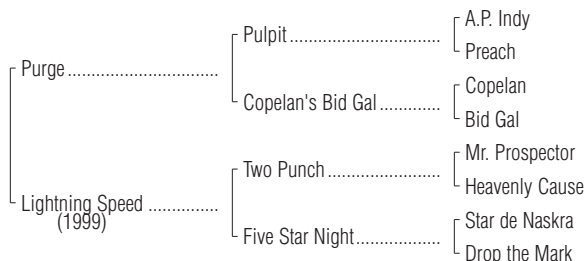 A.P. Indy
Pulpit
Preach
Purge
Copelan
Copelan's Bid Gal
Bid Gal
Mr. Prospector
Two Punch
Heavenly Cause
Lightning Speed
(1999)
Star de Naskra
Five Star Night
Drop the Mark